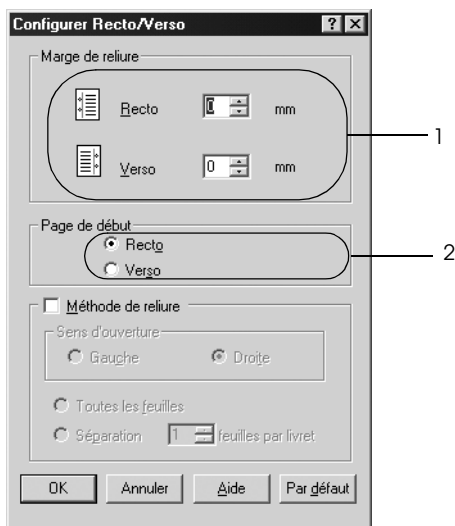 Configurer Recto/Verso
Marge de reliure
Recto 0 mm
1
Verso 0 mm
Page de début
Recto
2
Verso
Méthode de reliure
Sens d'ouverture
Gauche Droite
Toutes les feuilles
Séparation 1 feuilles par livret
OK Annuler Aide Par défaut